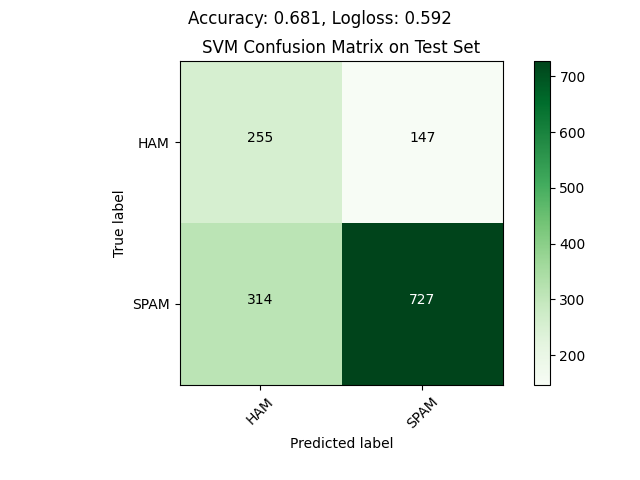 Accuracy: 0.681, Logloss: 0.592
SVM Confusion Matrix on Test Set
HAM
255
147
SPAM
314
727
HAM
SPAM
Predicted label
True label
700
600
500
400
300
200